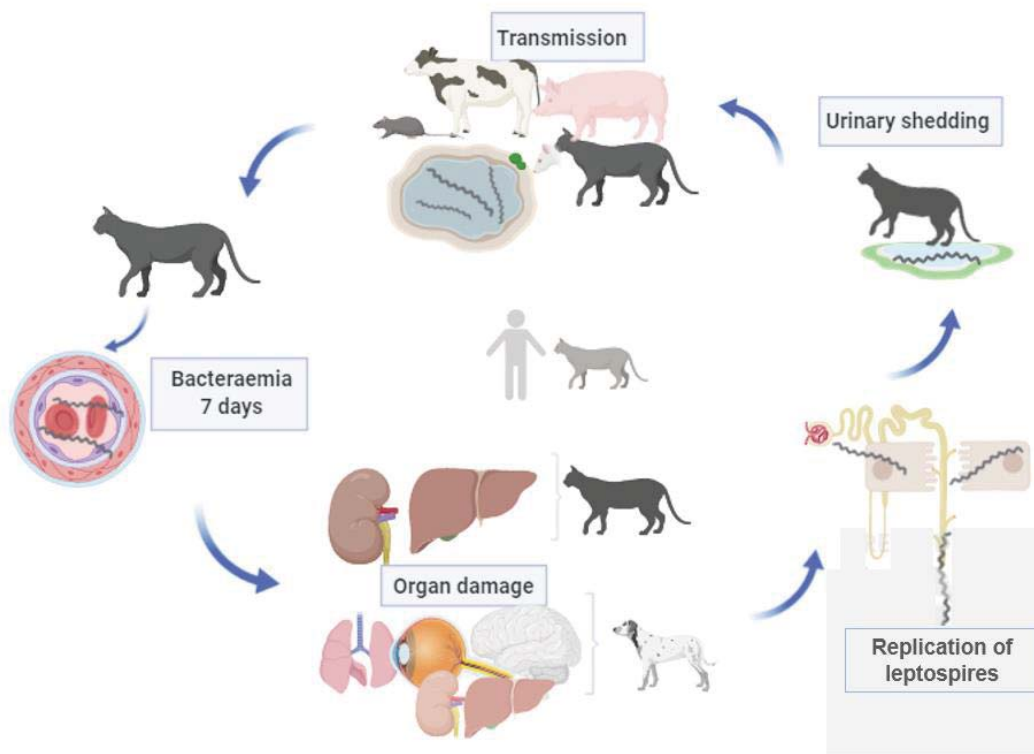 Transmission
Urinary shedding
Bacteraemia
7 days
Organ damage
Replication of
leptospires